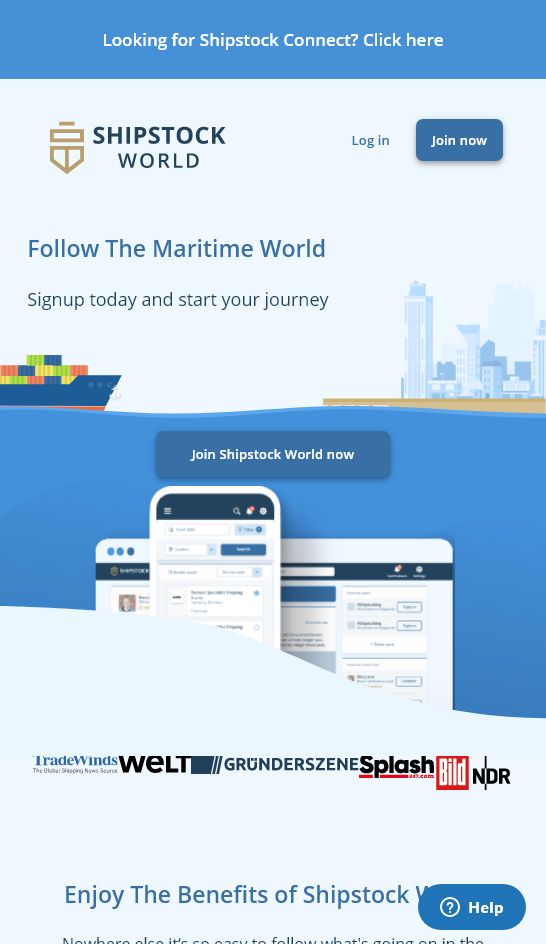 Looking for Shipstock Connect? Click here
SHIPSTOCK
WORLD
Log in
Join now
Follow The Maritime World
Signup today and start your journey
Join Shipstock World now
Search
SHIPSTOCK
TradeWinds
The Global Shipping News Source
WELT
GRÜNDERSZENE
Splash
247.com
Bild
NDR
Enjoy The Benefits of Shipstock
Help
Nowhere else it's so easy to follow what's going on in the